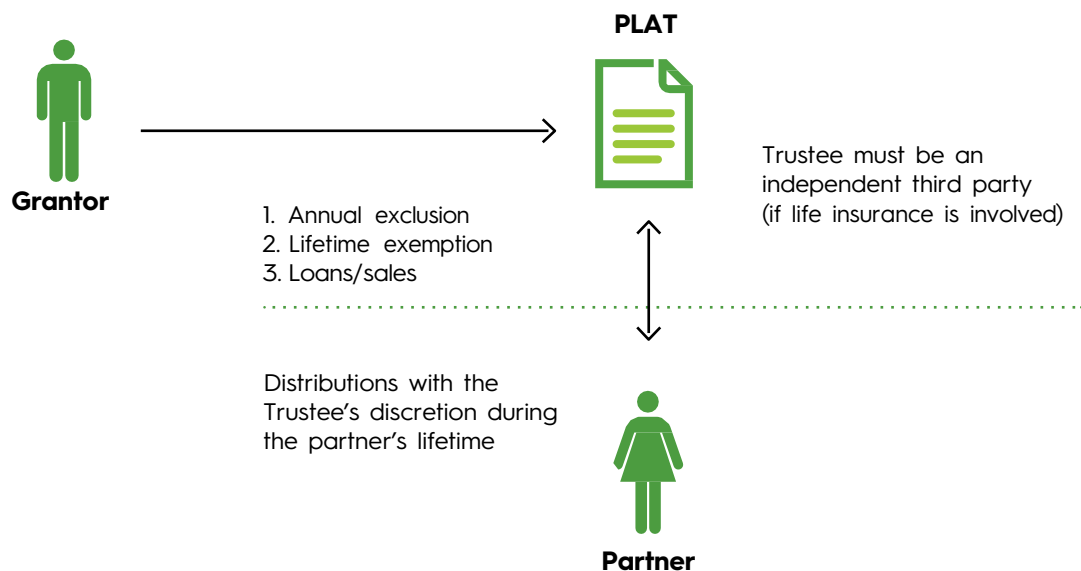 PLAT
Grantor
Trustee must be an
independent third party
(if life insurance is involved)
1. Annual exclusion
2. Lifetime exemption
3. Loans/sales
Distributions with the
Trustee's discretion during
the partner's lifetime
Partner